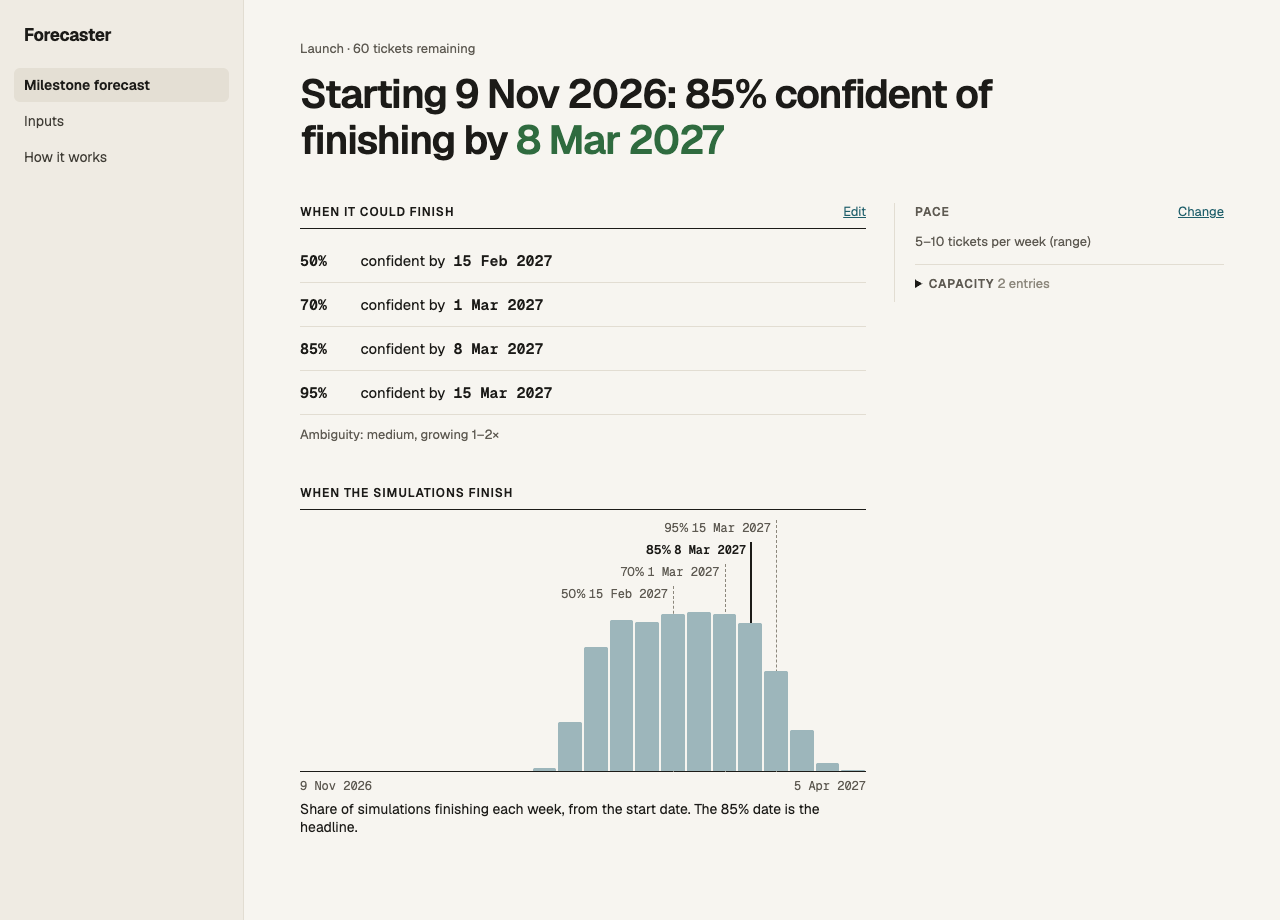 Forecaster
Milestone forecast
Inputs
How it works
Launch · 60 tickets remaining
Starting 9 Nov 2026: 85% confident of
finishing by 8 Mar 2027
WHEN IT COULD FINISH Edit
50% confident by 15 Feb 2027
70% confident by 1 Mar 2027
85% confident by 8 Mar 2027
95% confident by 15 Mar 2027
Ambiguity: medium, growing 1–2×
PACE Change
5–10 tickets per week (range)
CAPACITY 2 entries
WHEN THE SIMULATIONS FINISH
95% 15 Mar 2027
85% 8 Mar 2027
70% 1 Mar 2027
50% 15 Feb 2027
9 Nov 2026 5 Apr 2027
Share of simulations finishing each week, from the start date. The 85% date is the
headline.